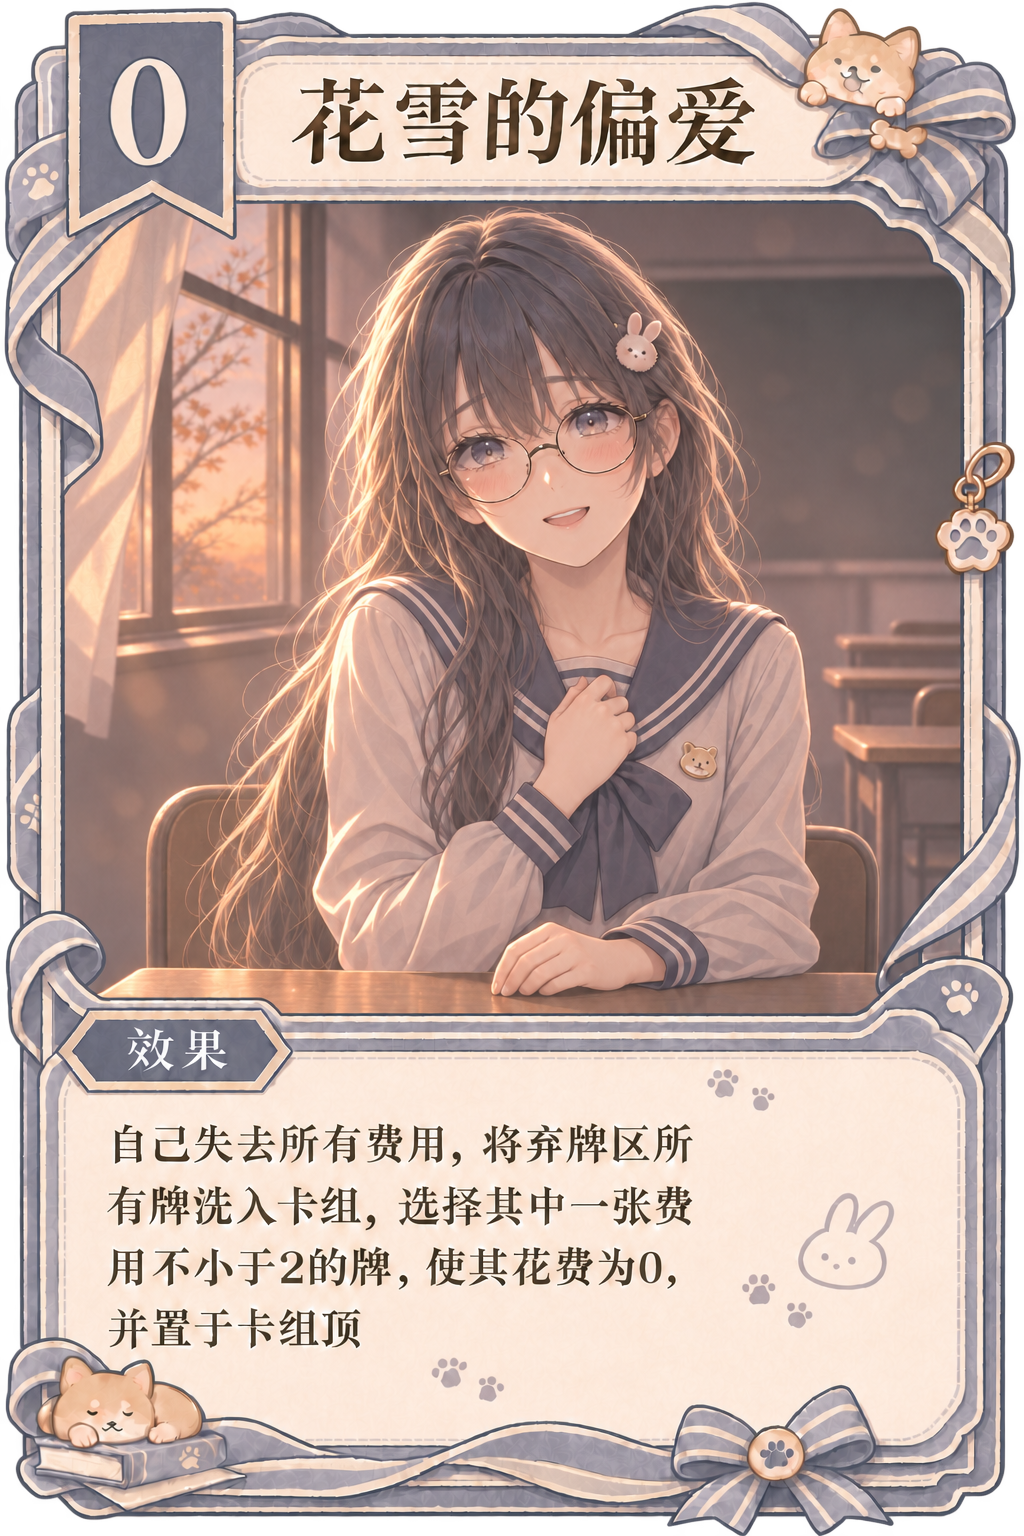 0
花雪的偏爱
效果
自己失去所有费用，将弃牌区所
有牌洗入卡组，选择其中一张费
用不小于2的牌，使其花费为0，
并置于卡组顶